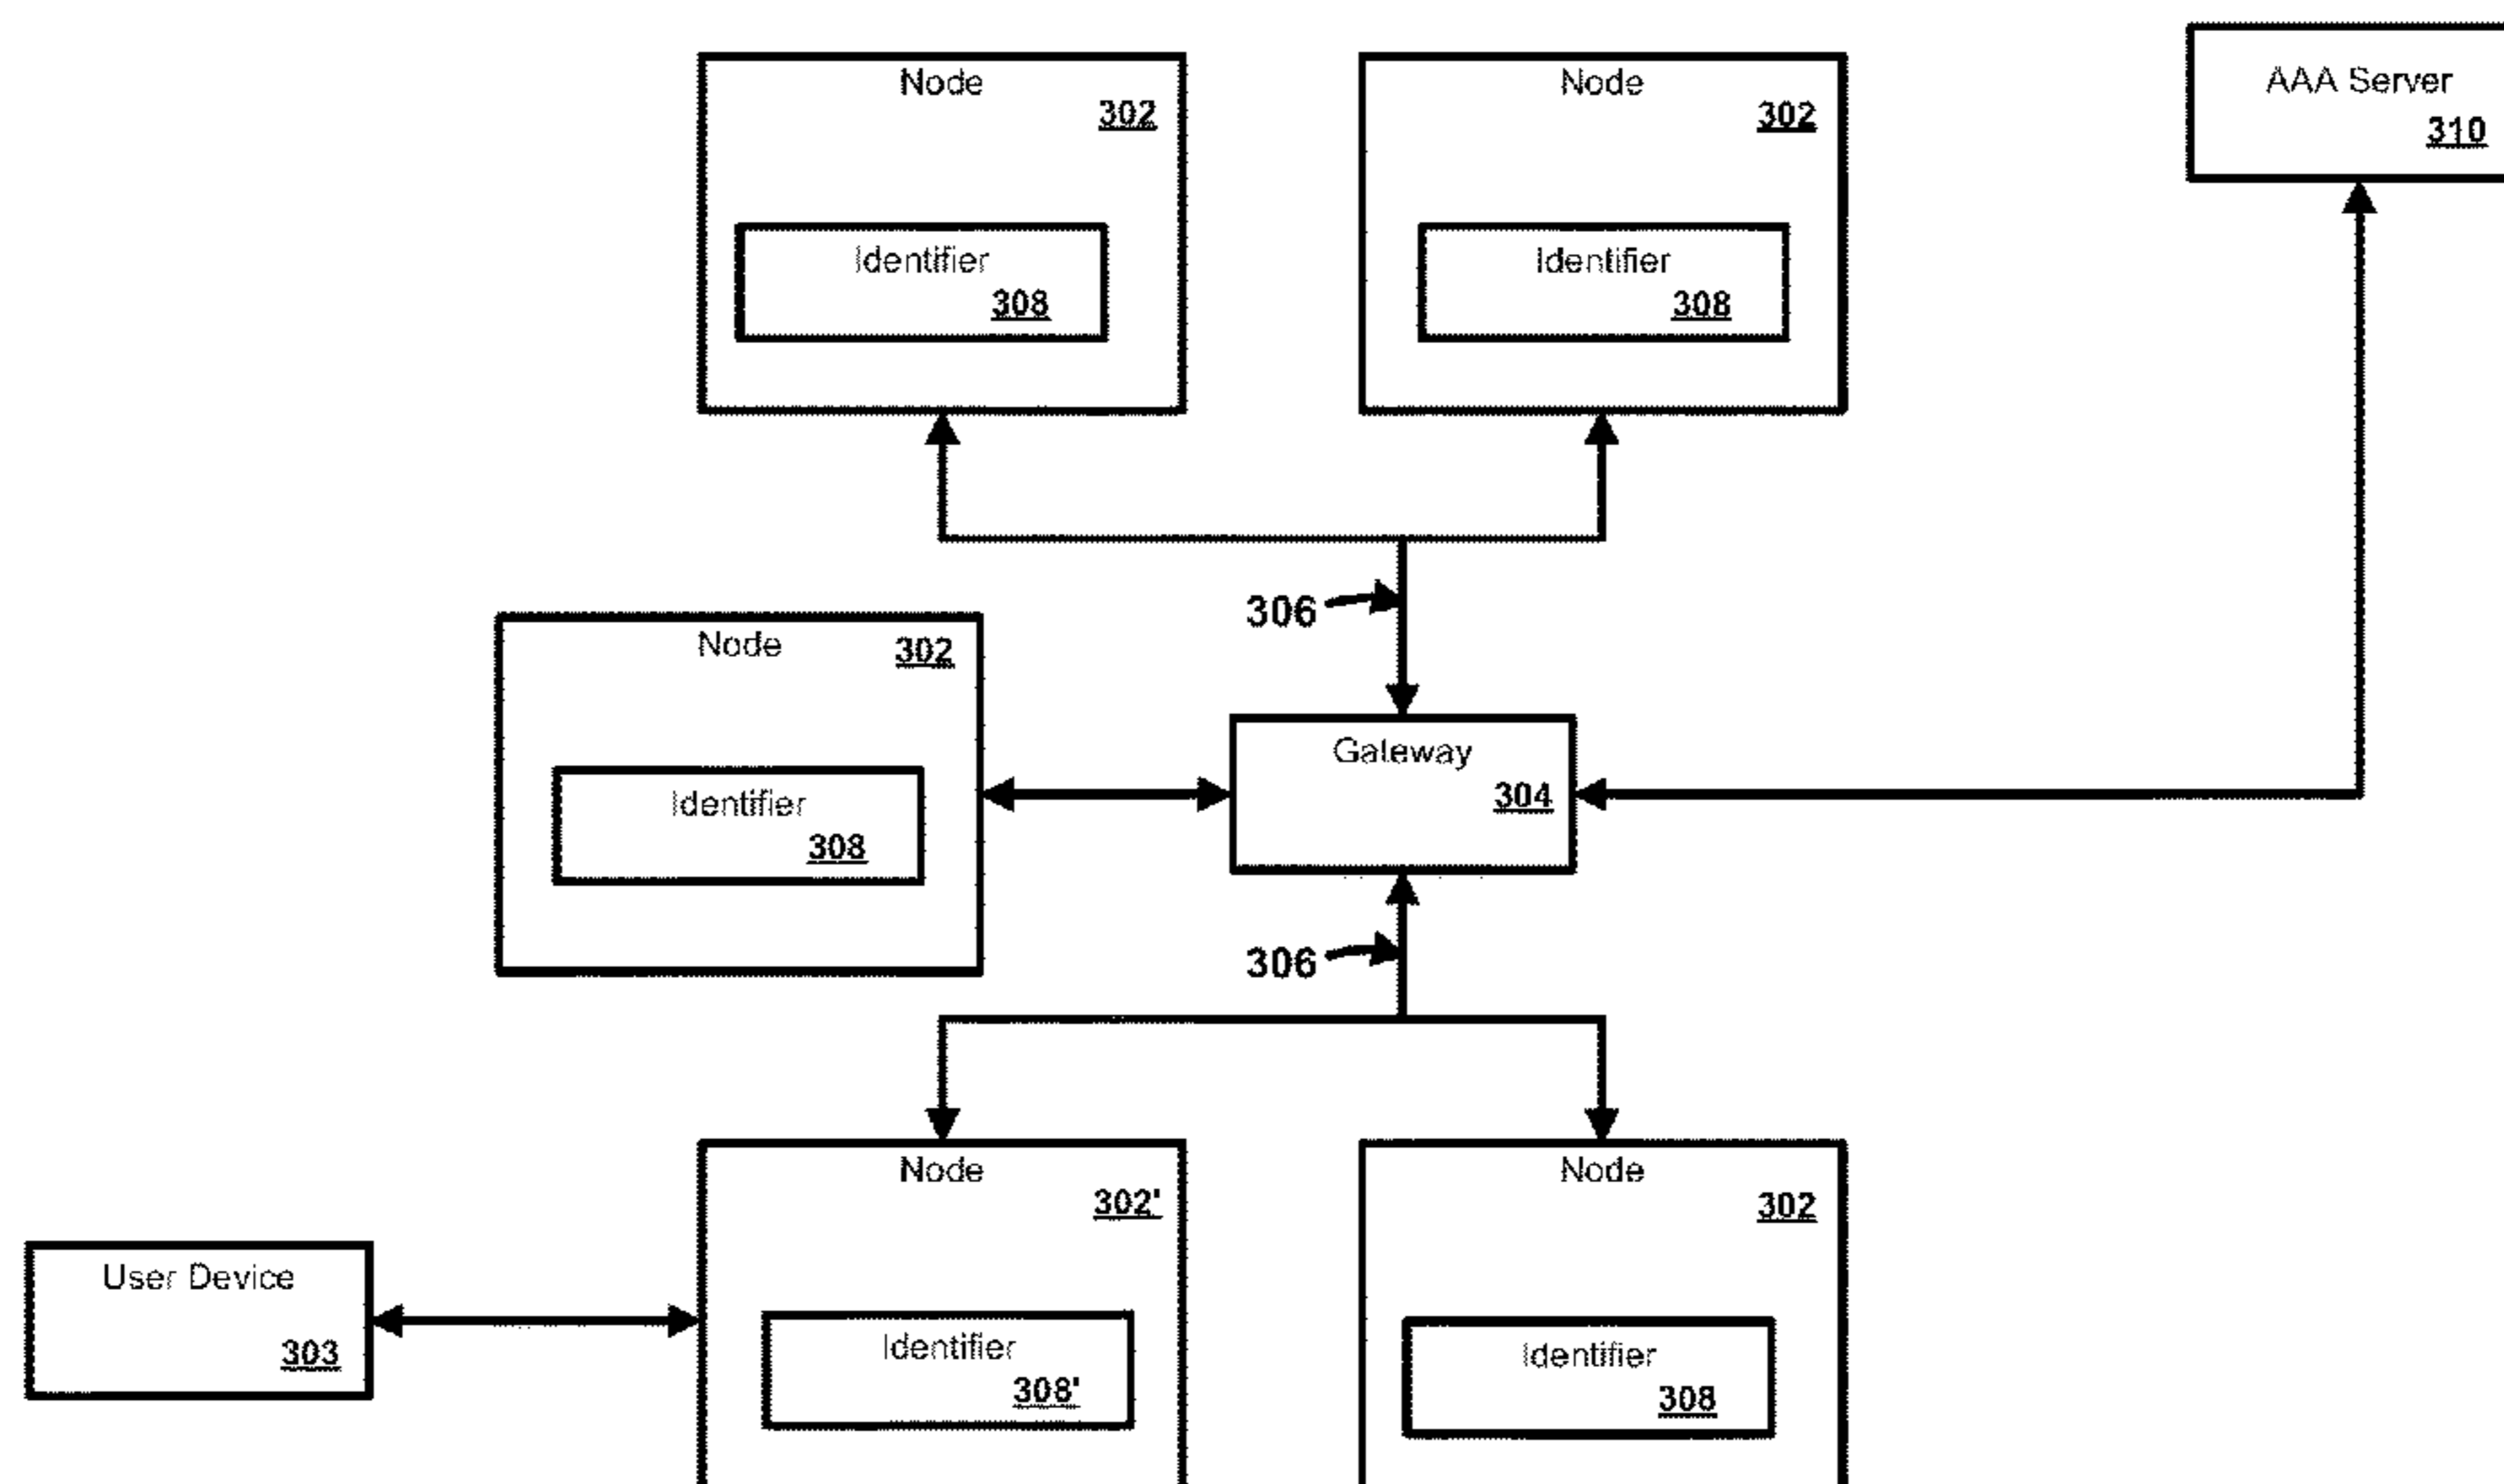 Node
302
Identifier
308
Node
302
Identifier
308
AAA Server
310
306
Node
302
Identifier
308
Gateway
304
306
Node
302'
Identifier
308'
Node
302
Identifier
308
User Device
303